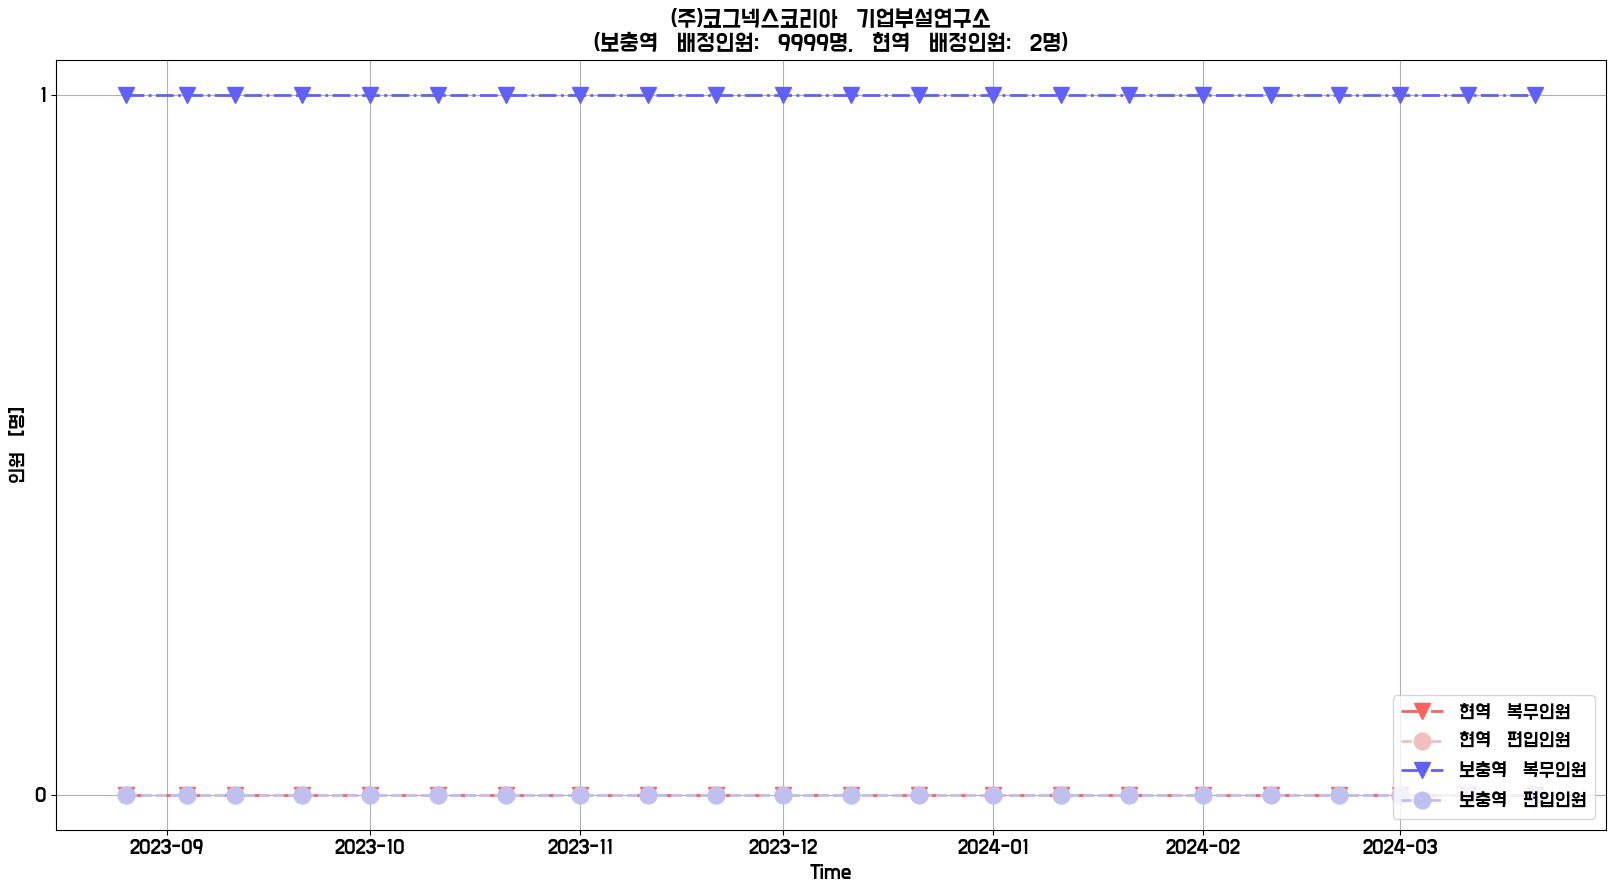 (주)코그넥스코리아 기업부설연구소
(보충역 배정인원: 9999명, 현역 배정인원: 2명)
1
인원 [명]
0
현역 복무인원
현역 편입인원
보충역 복무인원
보충역 편입인원
2023-09 2023-10 2023-11 2023-12 2024-01 2024-02 2024-03
Time